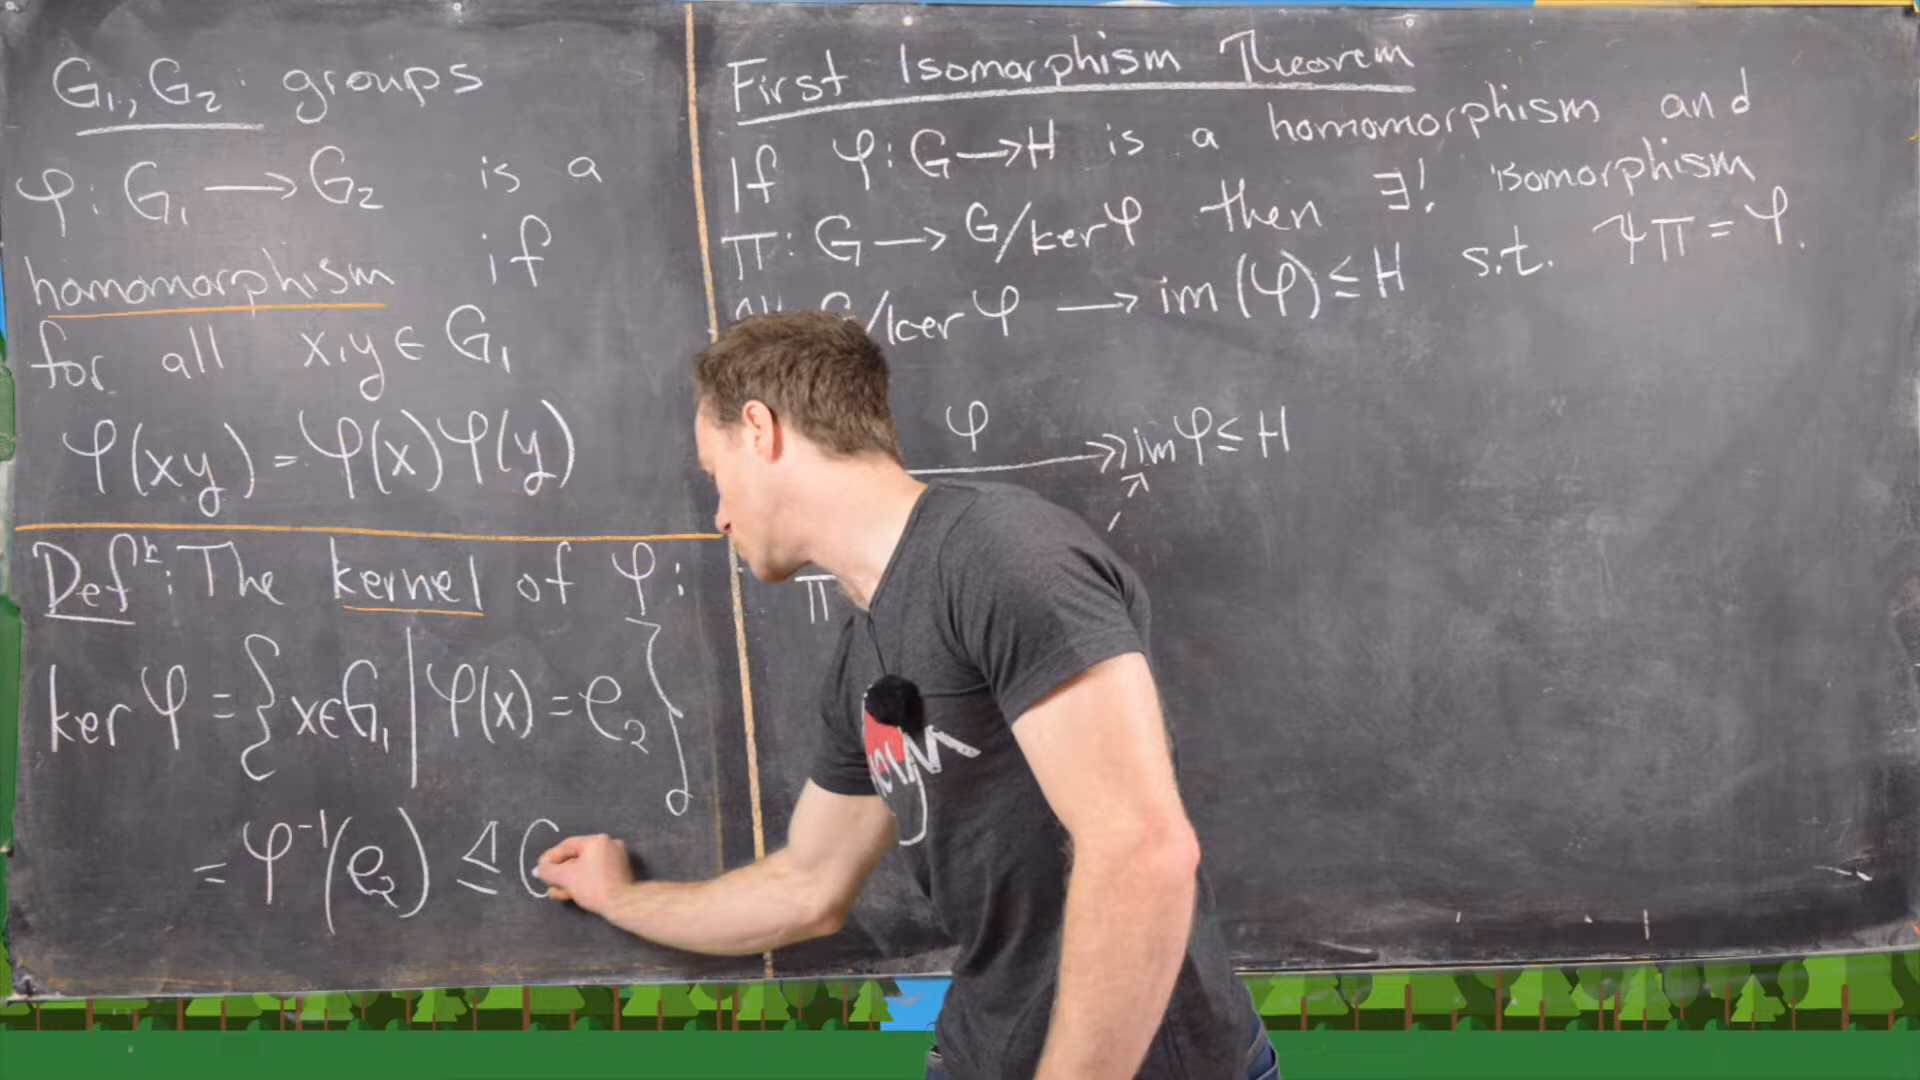 G₁, G₂ : groups
φ : G₁ → G₂ is a
homomorphism if
for all x,y ∈ G₁
φ(xy) = φ(x)φ(y)
Defⁿ: The kernel of φ:
ker φ = { x∈G₁ | φ(x) = e₂ }
= φ⁻¹(e₂) ⊴ G
First Isomorphism Theorem
If φ: G → H is a homomorphism and
π : G → G/ker φ then ∃! isomorphism
/ker φ → im (φ) ≤ H s.t. ψπ = φ.
φ
im φ ≤ H
π